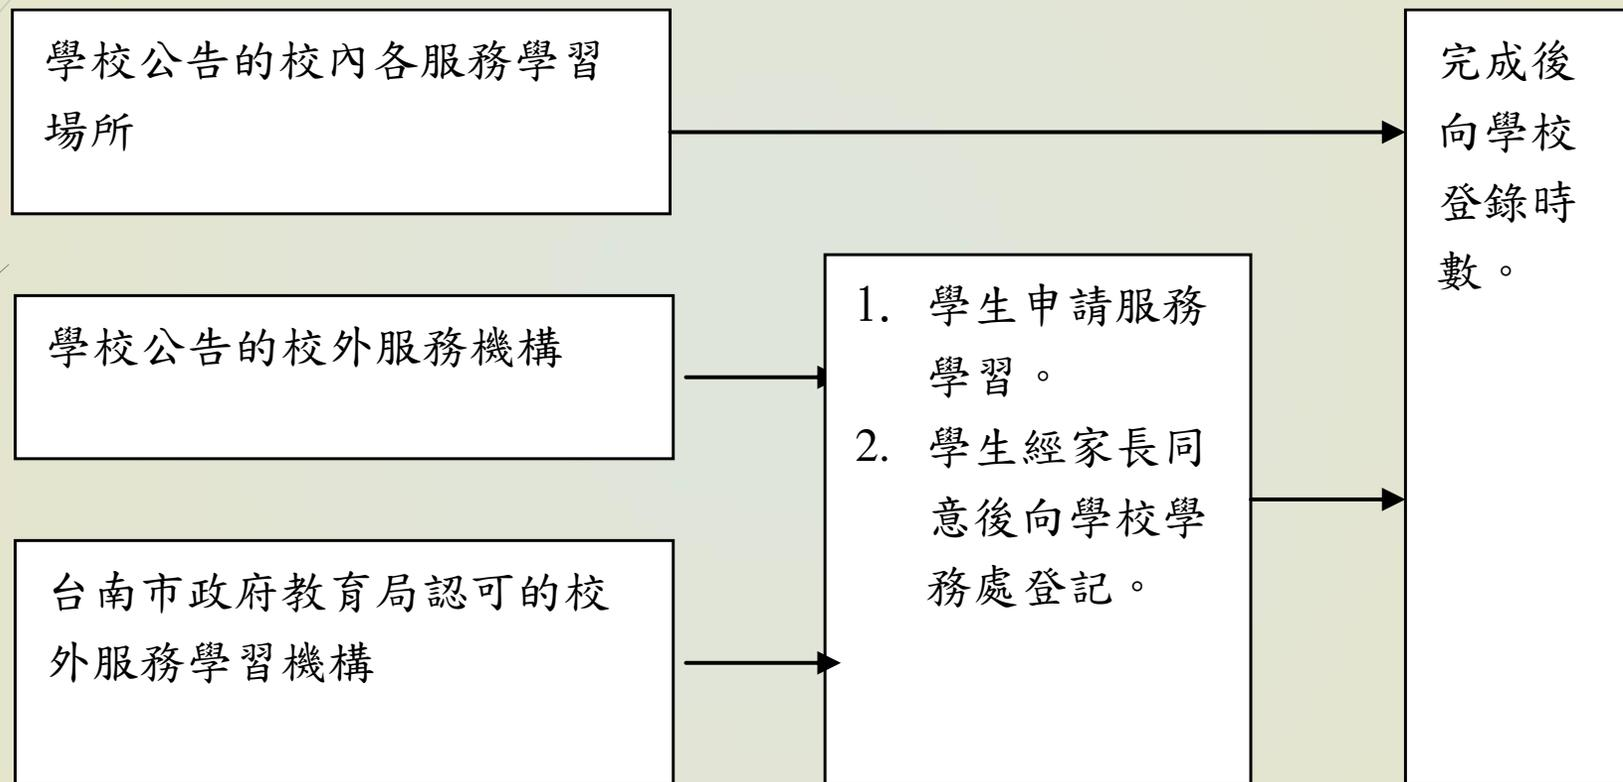 學校公告的校內各服務學習
場所
學校公告的校外服務機構
台南市政府教育局認可的校
外服務學習機構
1. 學生申請服務
學習。
2. 學生經家長同
意後向學校學
務處登記。
完成後
向學校
登錄時
數。